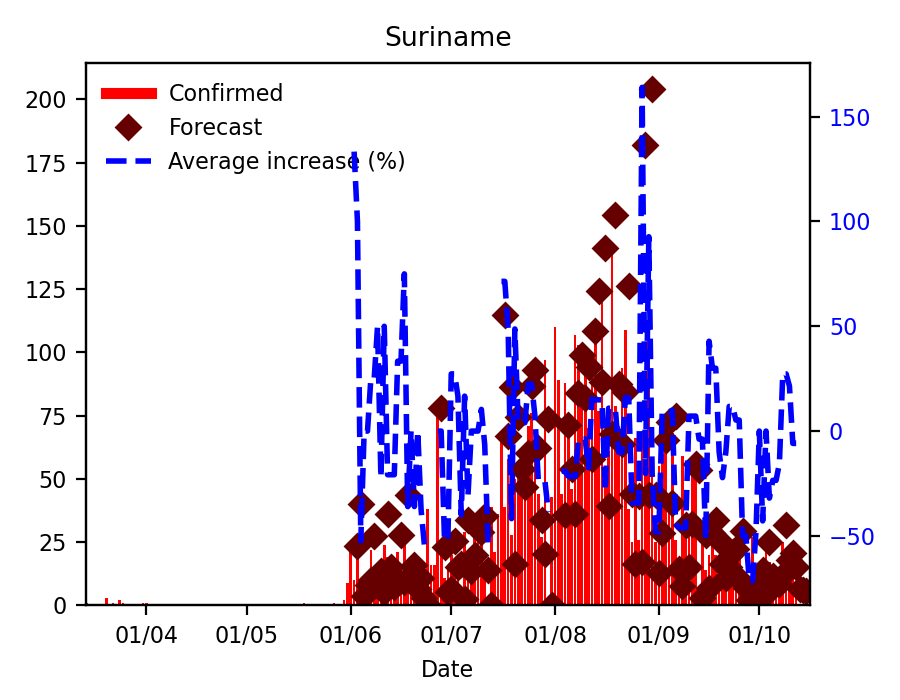 Suriname
Confirmed
Forecast
Average increase (%)
200
175
150
125
100
75
50
25
0
150
100
50
0
−50
01/04 01/05 01/06 01/07 01/08 01/09 01/10
Date